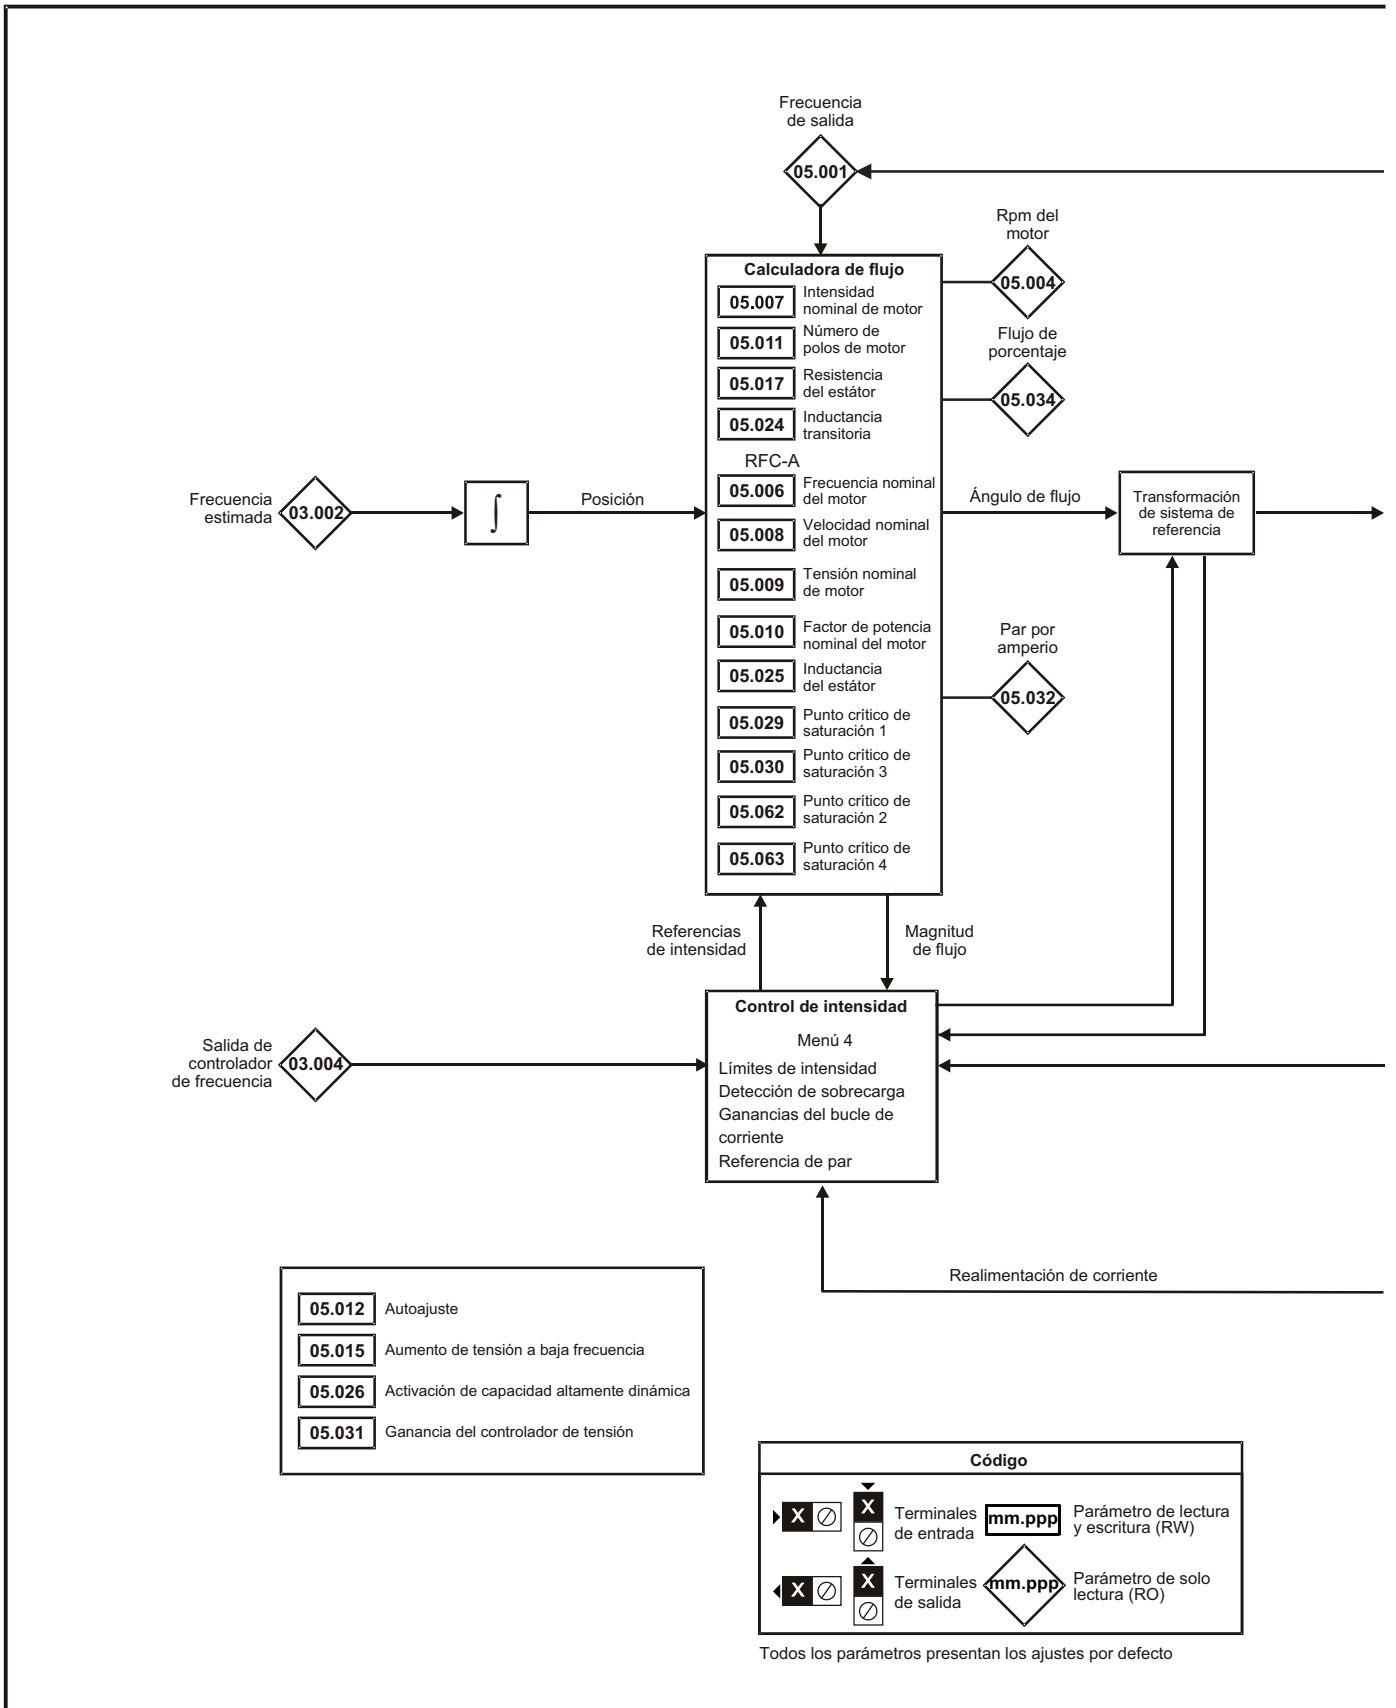 Frecuencia
de salida
05.001
Rpm del
motor
05.004
Calculadora de flujo
05.007
Intensidad
nominal de motor
05.011
Número de
polos de motor
Flujo de
porcentaje
05.034
05.017
Resistencia
del estátor
05.024
Inductancia
transitoria
RFC-A
05.006
Frecuencia nominal
del motor
05.008
Velocidad nominal
del motor
05.009
Tensión nominal
de motor
05.010
Factor de potencia
nominal del motor
05.025
Inductancia
del estátor
05.029
Punto crítico de
saturación 1
05.030
Punto crítico de
saturación 3
05.062
Punto crítico de
saturación 2
05.063
Punto crítico de
saturación 4
Frecuencia
estimada
03.002
∫
Posición
Ángulo de flujo
Transformación
de sistema de
referencia
Par por
amperio
05.032
Referencias
de intensidad
Magnitud
de flujo
Salida de
controlador
de frecuencia
03.004
Control de intensidad
Menú 4
Límites de intensidad
Detección de sobrecarga
Ganancias del bucle de
corriente
Referencia de par
Realimentación de corriente
05.012 Autoajuste
05.015 Aumento de tensión a baja frecuencia
05.026 Activación de capacidad altamente dinámica
05.031 Ganancia del controlador de tensión
Código
X
X
Terminales
de entrada
mm.ppp
Parámetro de lectura
y escritura (RW)
X
X
Terminales
de salida
mm.ppp
Parámetro de solo
lectura (RO)
Todos los parámetros presentan los ajustes por defecto